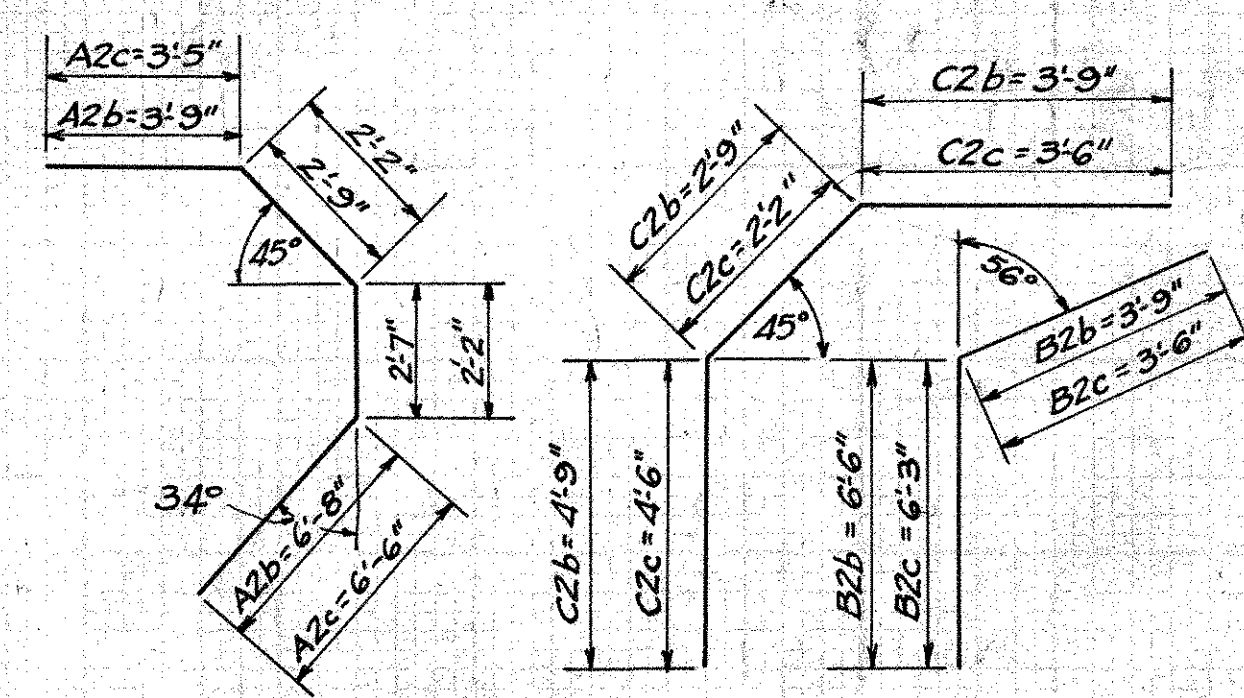 A2c=3'-5"
A2b=3'-9"
2'-2"
2'-9"
45°
2'-7"
2'-2"
34°
A2b=6'-8"
A2c=6'-6"
C2b=3'-9"
C2c=3'-6"
C2b=2'-9"
C2c=2'-2"
45°
C2b=4'-9"
C2c=4'-6"
56°
B2b=3'-9"
B2c=3'-6"
B2b=6'-6"
B2c=6'-3"